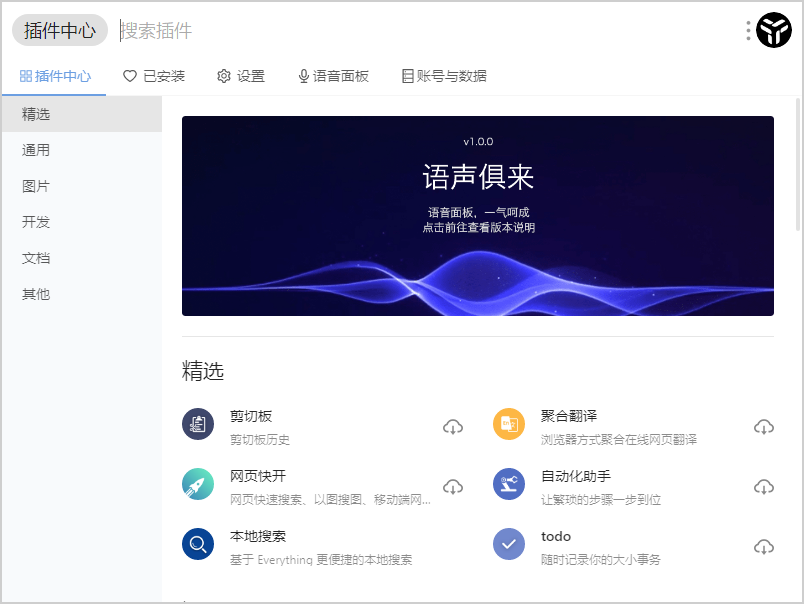 插件中心 搜索插件
插件中心 已安装 设置 语音面板 账号与数据
精选
通用
图片
开发
文档
其他
v1.0.0
语声俱来
语音面板，一气呵成
点击前往查看版本说明
精选
剪切板
剪切板历史
聚合翻译
浏览器方式聚合在线网页翻译
网页快开
网页快速搜索、以图搜图、移动端网...
自动化助手
让繁琐的步骤一步到位
本地搜索
基于 Everything 更便捷的本地搜索
todo
随时记录你的大小事务